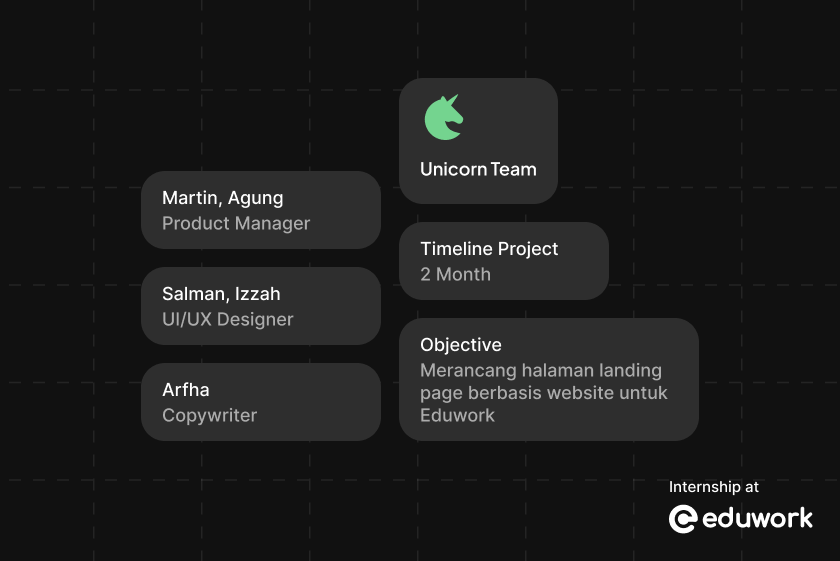 Unicorn Team
Martin, Agung
Product Manager
Salman, Izzah
UI/UX Designer
Arfha
Copywriter
Timeline Project
2 Month
Objective
Merancang halaman landing
page berbasis website untuk
Eduwork
Internship at
eduwork